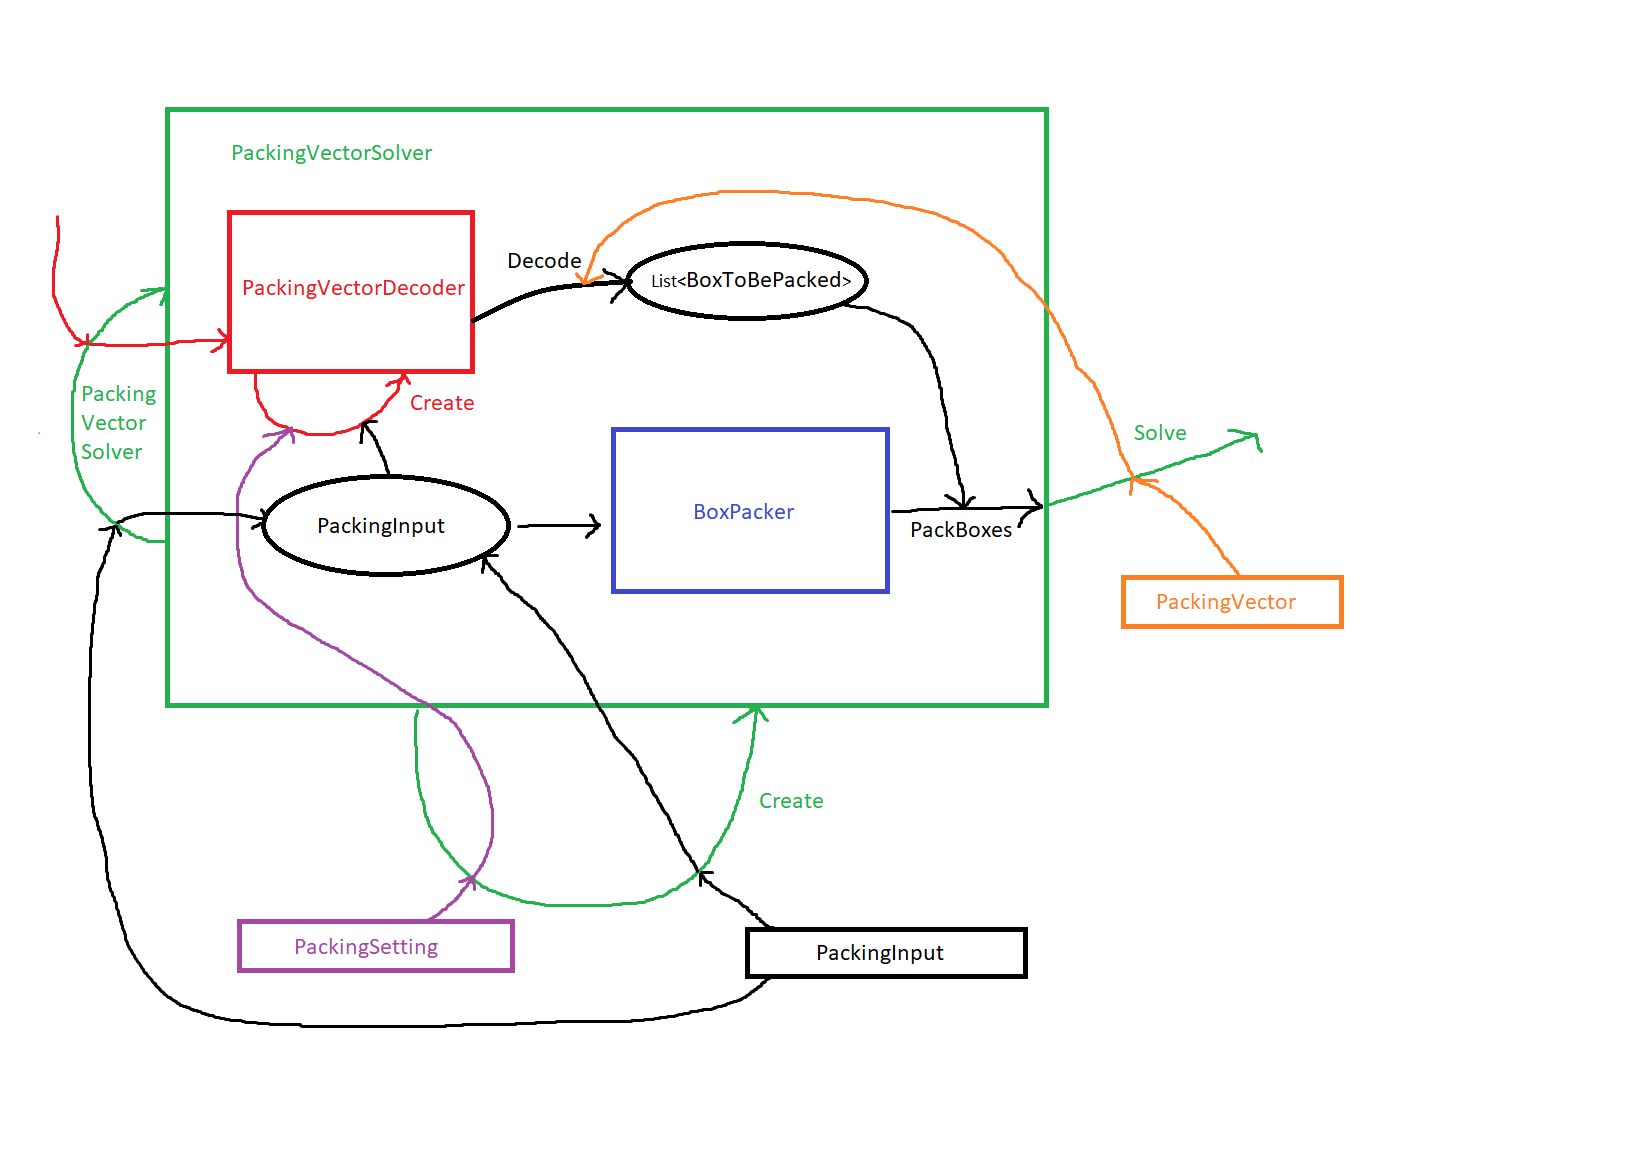 PackingVectorSolver
Decode
PackingVectorDecoder
List<BoxToBePacked>
Packing
Vector
Solver
Create
Solve
BoxPacker
PackingInput
PackBoxes
PackingVector
Create
PackingSetting
PackingInput